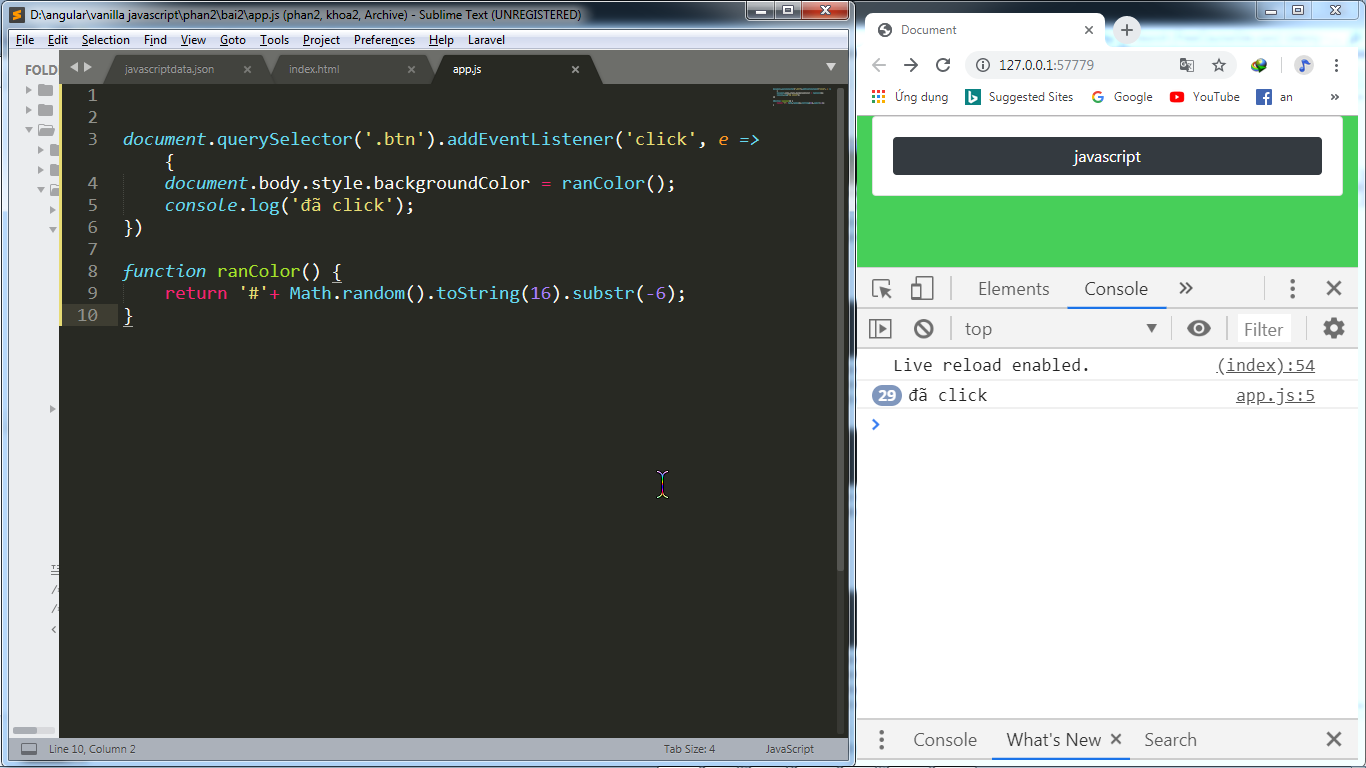 D:\angular\vanilla javascript\phan2\bai2\app.js (phan2, khoa2, Archive) - Sublime Text (UNREGISTERED)
File Edit Selection Find View Goto Tools Project Preferences Help Laravel
FOLD
javascriptdata.json × index.html × app.js ×
1
2
3 document.querySelector('.btn').addEventListener('click', e =>
{
4 document.body.style.backgroundColor = ranColor();
5 console.log('đã click');
6 })
7
8 function ranColor() {
9 return '#'+ Math.random().toString(16).substr(-6);
10 }
Line 10, Column 2 Tab Size: 4 JavaScript
Document
127.0.0.1:57779
Ứng dụng Suggested Sites Google YouTube an »
javascript
Elements Console »
top Filter
Live reload enabled. (index):54
29 đã click app.js:5
>
Console What's New × Search